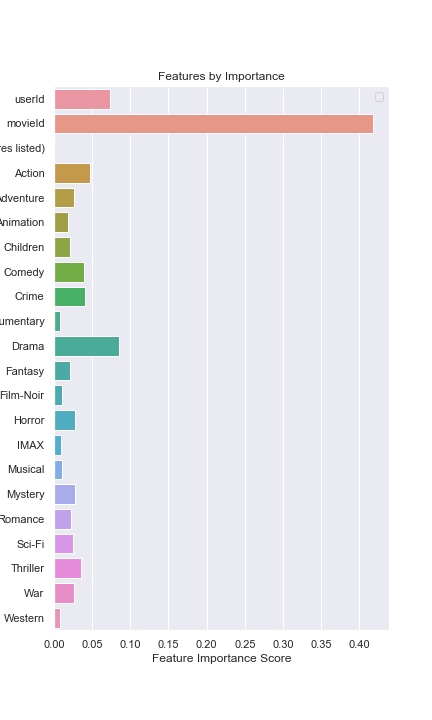 Features by Importance
userId
movieId
res listed)
Action
Adventure
Animation
Children
Comedy
Crime
umentary
Drama
Fantasy
Film-Noir
Horror
IMAX
Musical
Mystery
Romance
Sci-Fi
Thriller
War
Western
0.00 0.05 0.10 0.15 0.20 0.25 0.30 0.35 0.40
Feature Importance Score